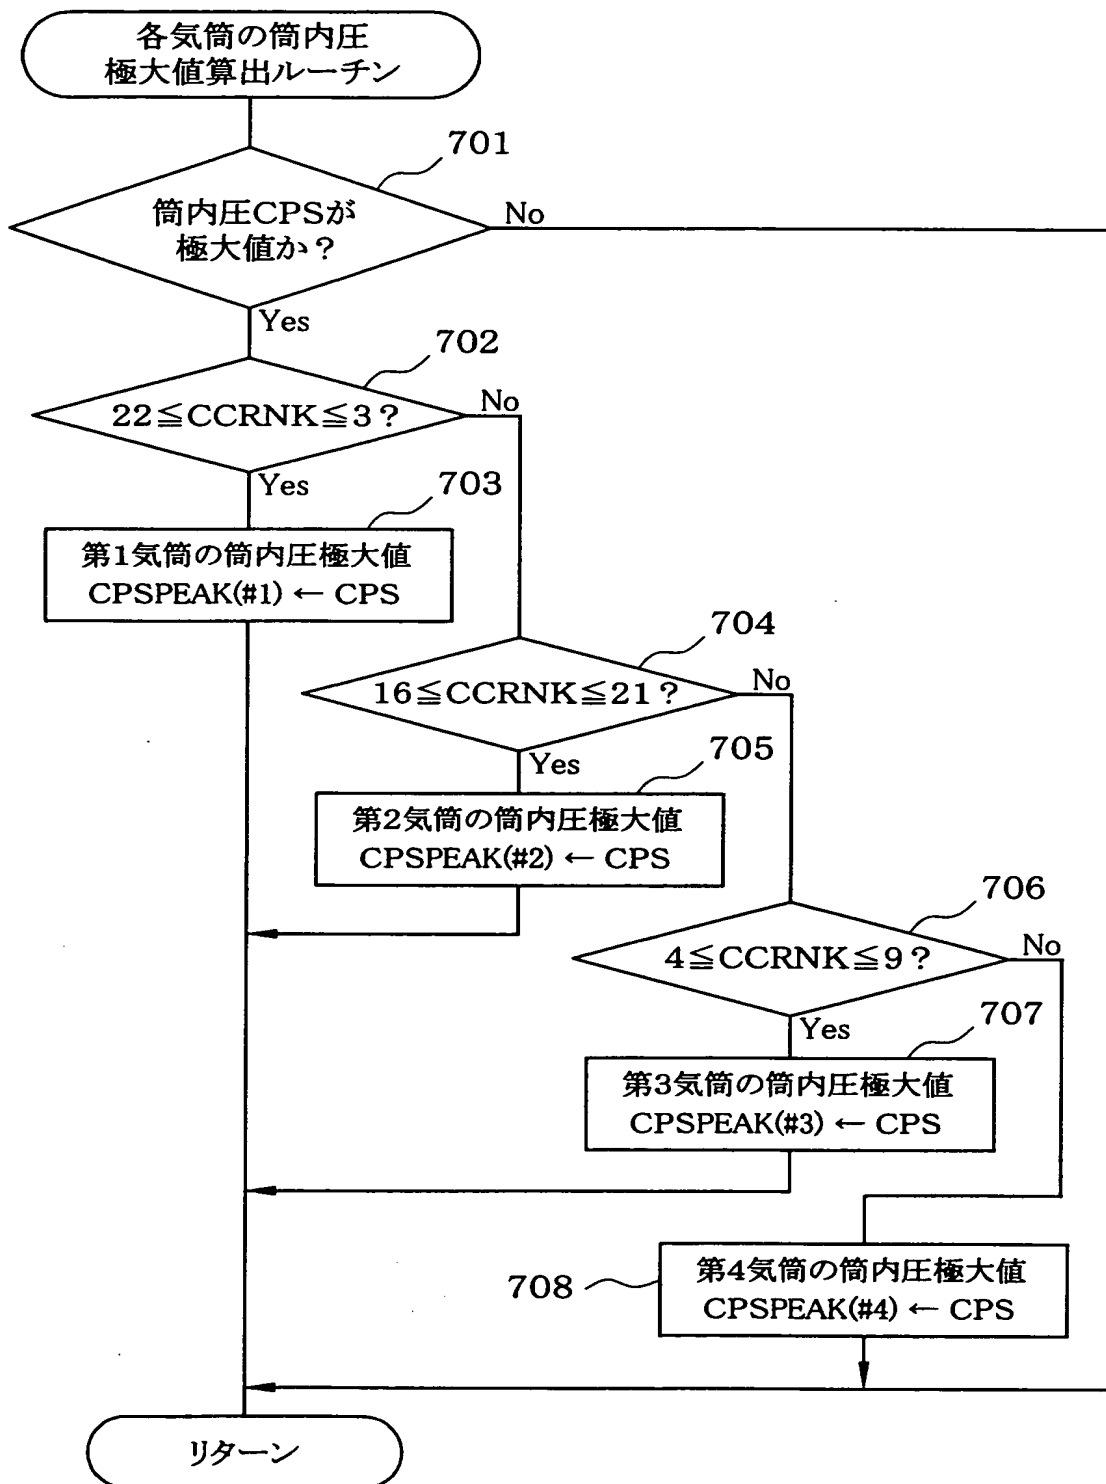 各気筒の筒内圧
極大値算出ルーチン
701
筒内圧CPSが
極大値か？
No
Yes
702
22≦CCRNK≦3？
No
Yes
703
第1気筒の筒内圧極大値
CPSPEAK(#1) ← CPS
704
16≦CCRNK≦21？
No
Yes
705
第2気筒の筒内圧極大値
CPSPEAK(#2) ← CPS
706
4≦CCRNK≦9？
No
Yes
707
第3気筒の筒内圧極大値
CPSPEAK(#3) ← CPS
708
第4気筒の筒内圧極大値
CPSPEAK(#4) ← CPS
リターン